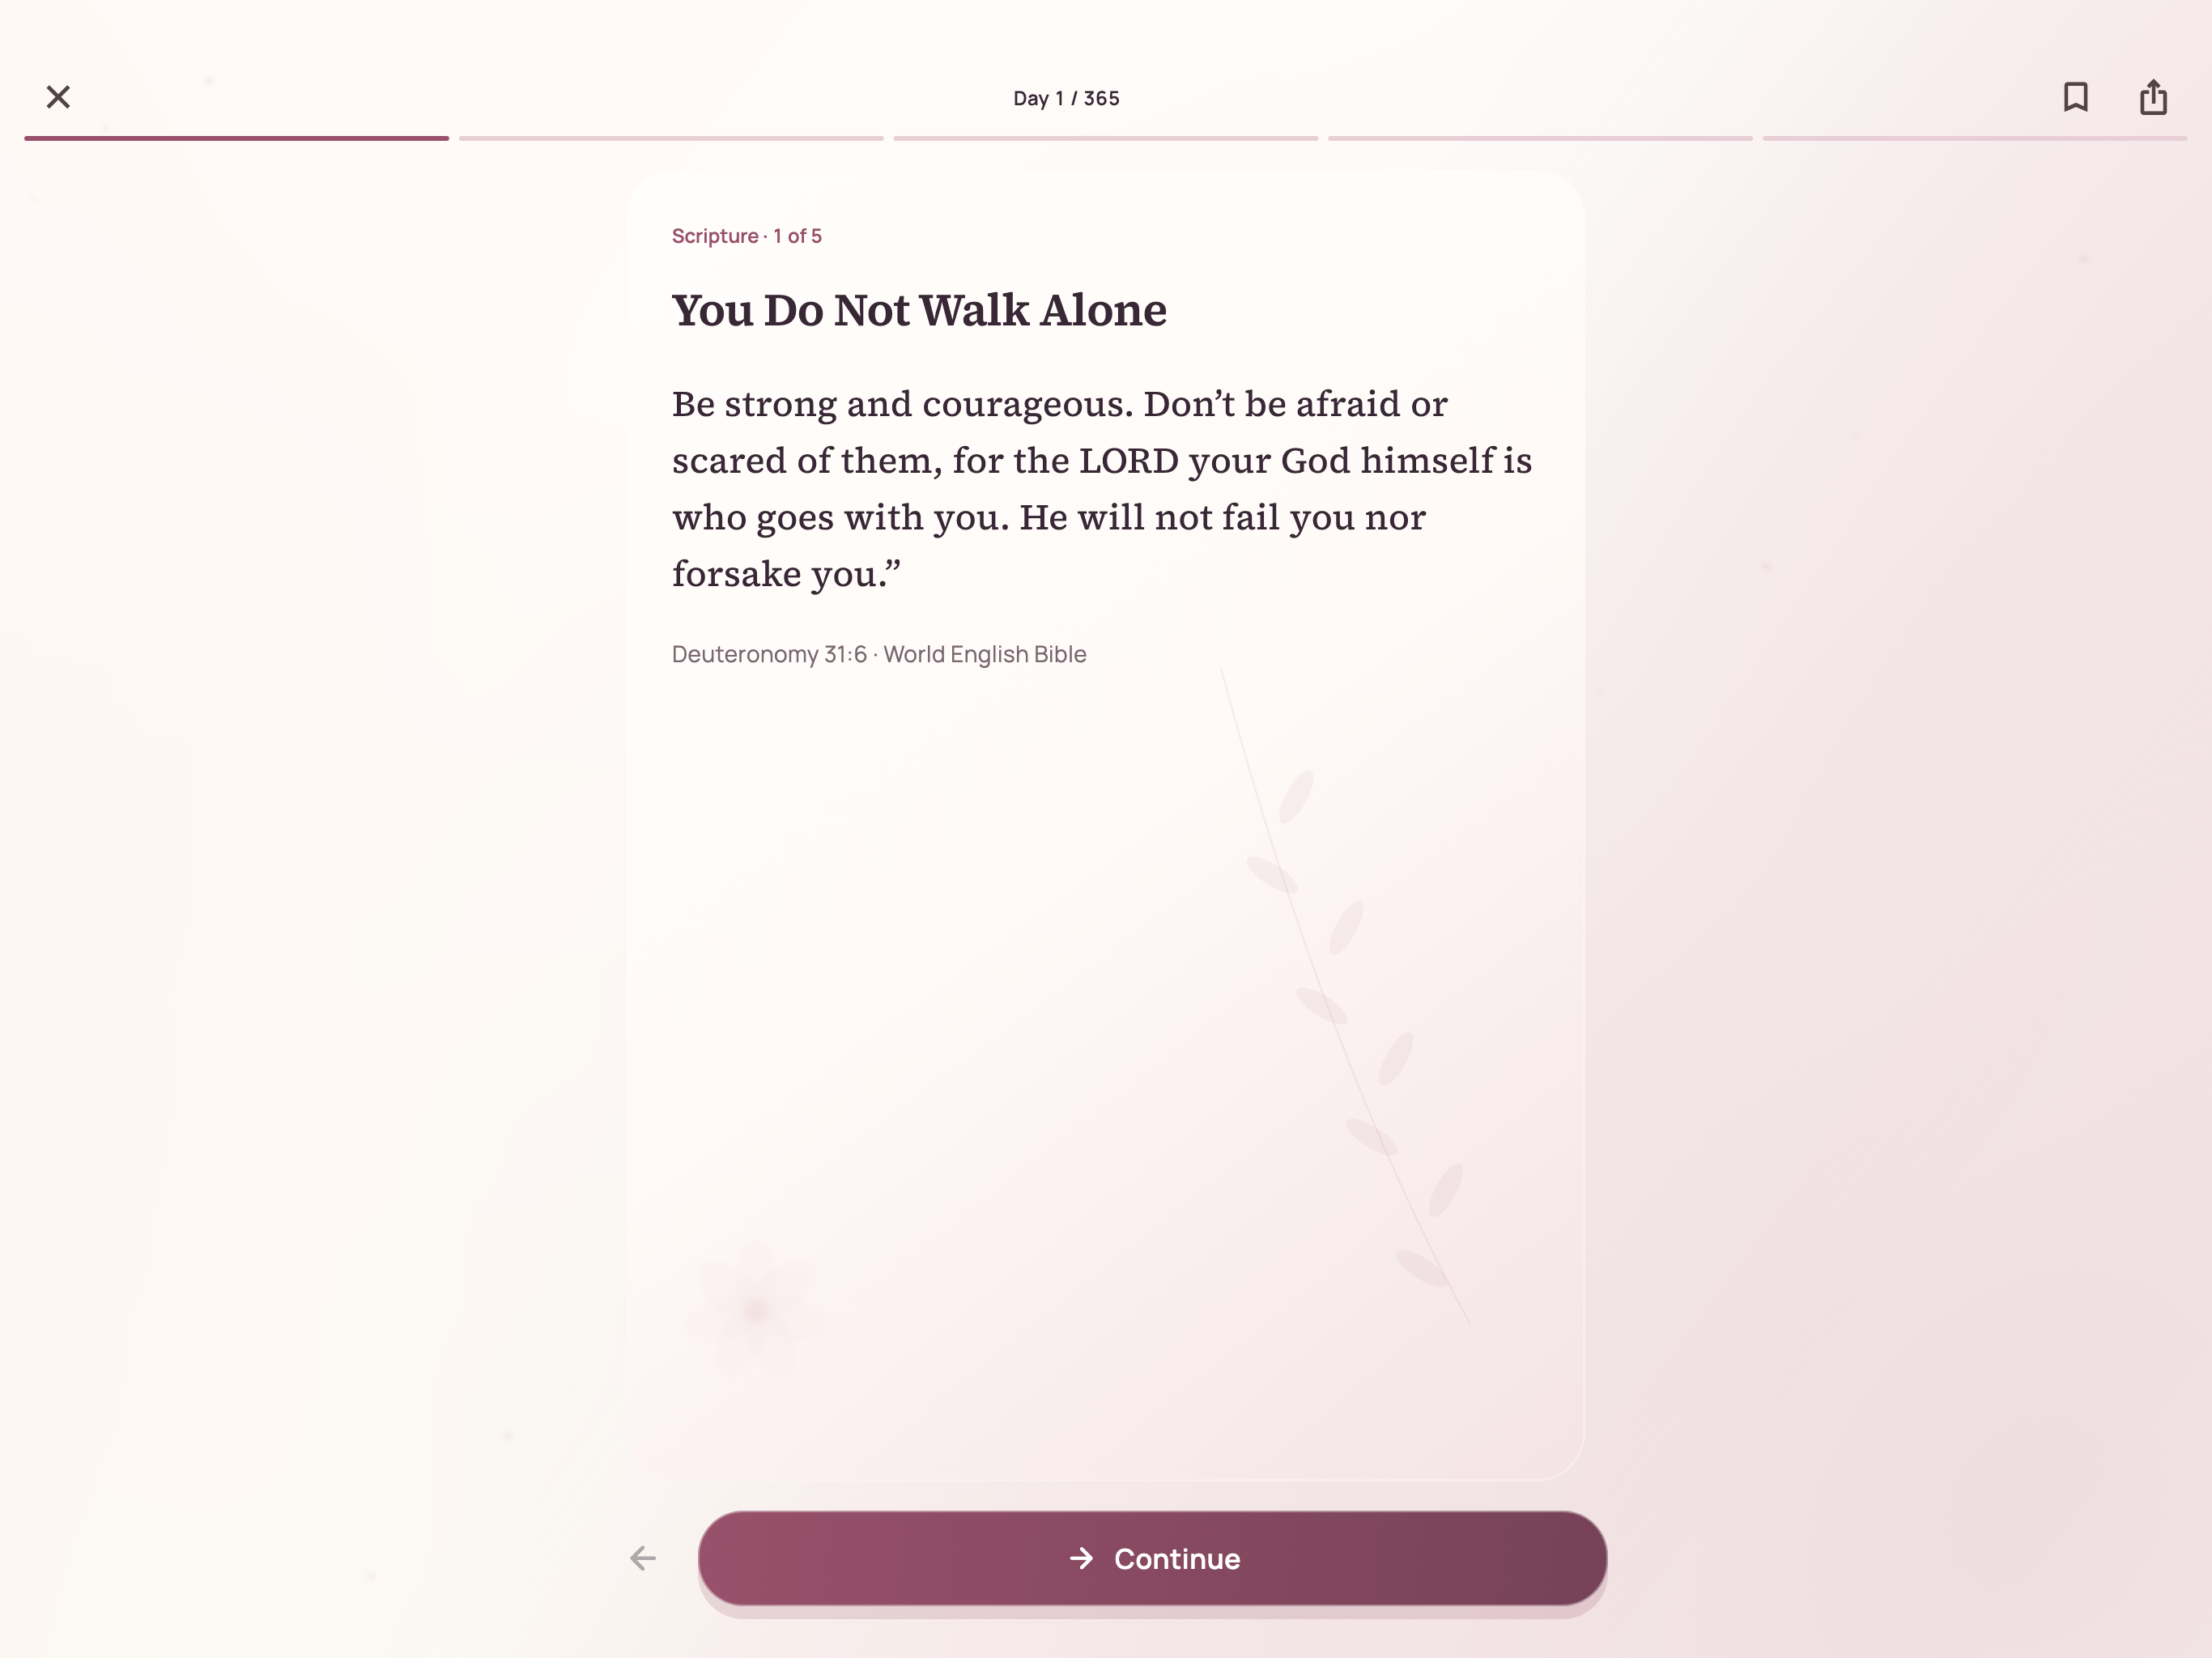 Day 1 / 365
Scripture · 1 of 5
You Do Not Walk Alone
Be strong and courageous. Don’t be afraid or
scared of them, for the LORD your God himself is
who goes with you. He will not fail you nor
forsake you.”
Deuteronomy 31:6 · World English Bible
Continue